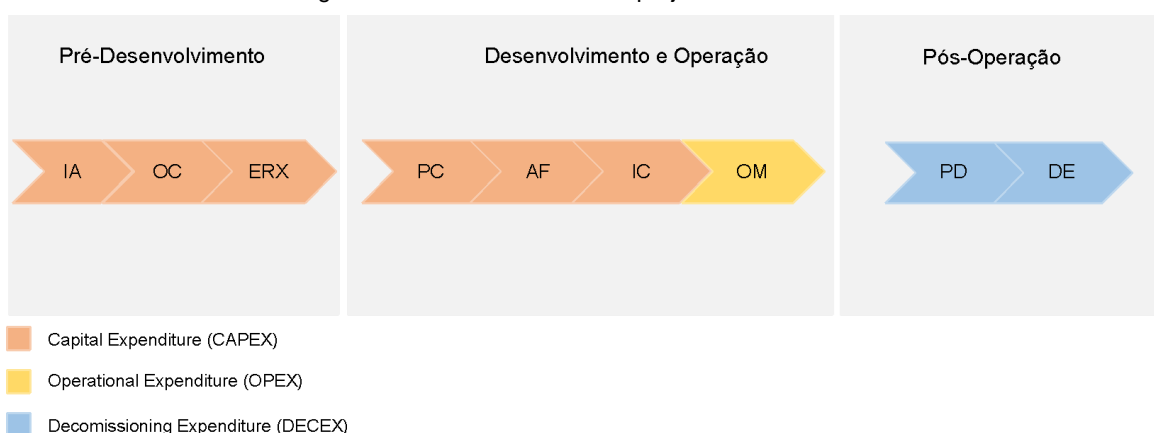 Pré-Desenvolvimento
Desenvolvimento e Operação
Pós-Operação
IA
OC
ERX
PC
AF
IC
OM
PD
DE
Capital Expenditure (CAPEX)
Operational Expenditure (OPEX)
Decomissioning Expenditure (DECEX)